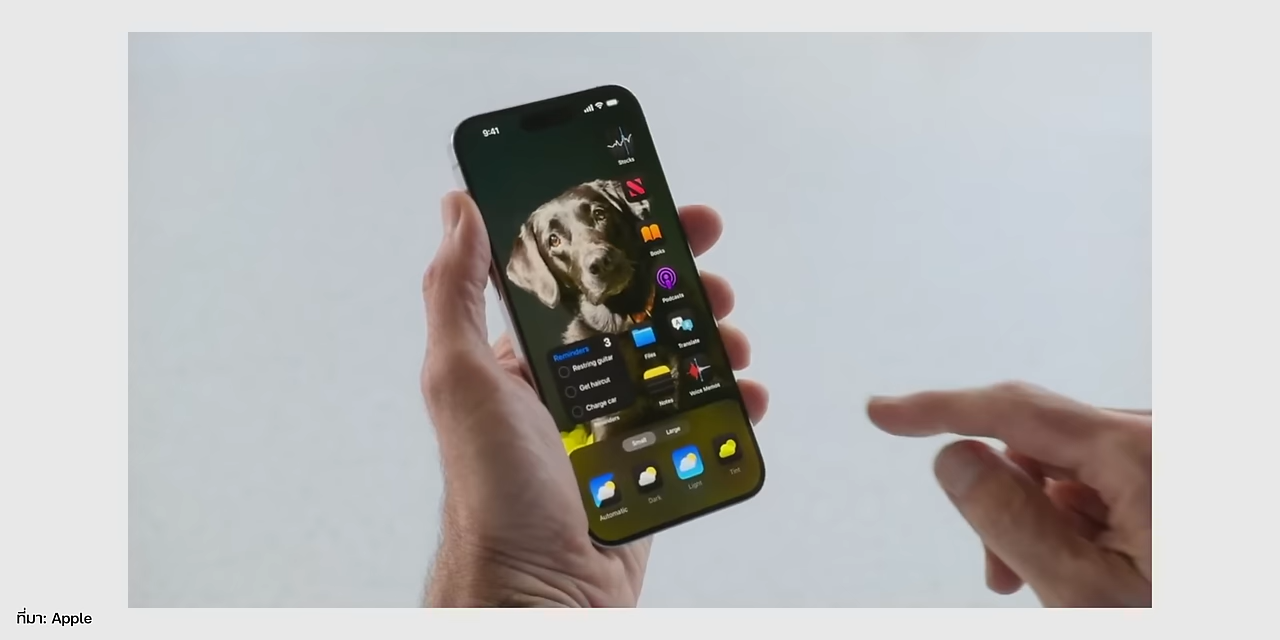 9:41
Stocks
Books
Podcasts
Reminders 3
Restring guitar
Get haircut
Charge car
Files
Translate
Notes
Voice Memos
Small Large
Automatic Dark Light Tint
ที่มา: Apple